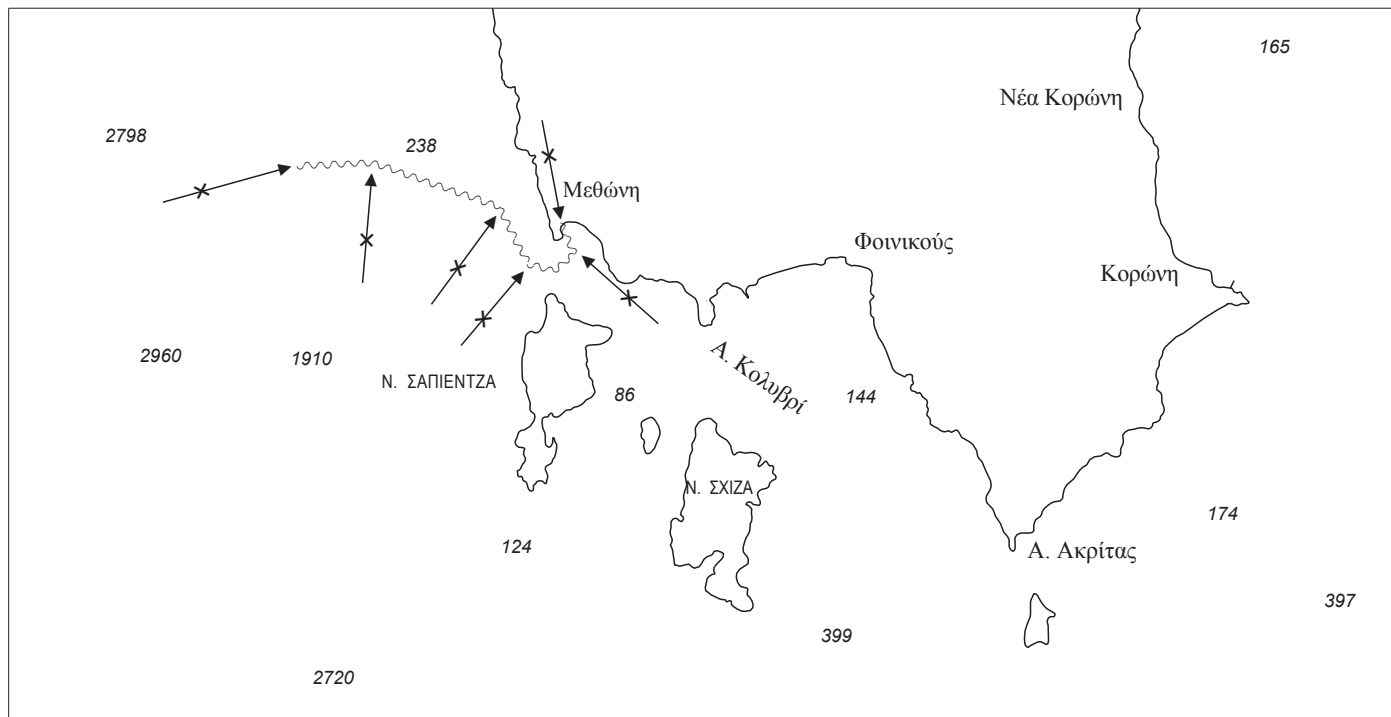 165
Νέα Κορώνη
2798
238
Μεθώνη
Φοινικούς
Κορώνη
2960
1910
Ν. ΣΑΠΙΕΝΤΖΑ
86
Α. Κολυβρί
144
Ν. ΣΧΙΖΑ
174
124
Α. Ακρίτας
397
399
2720